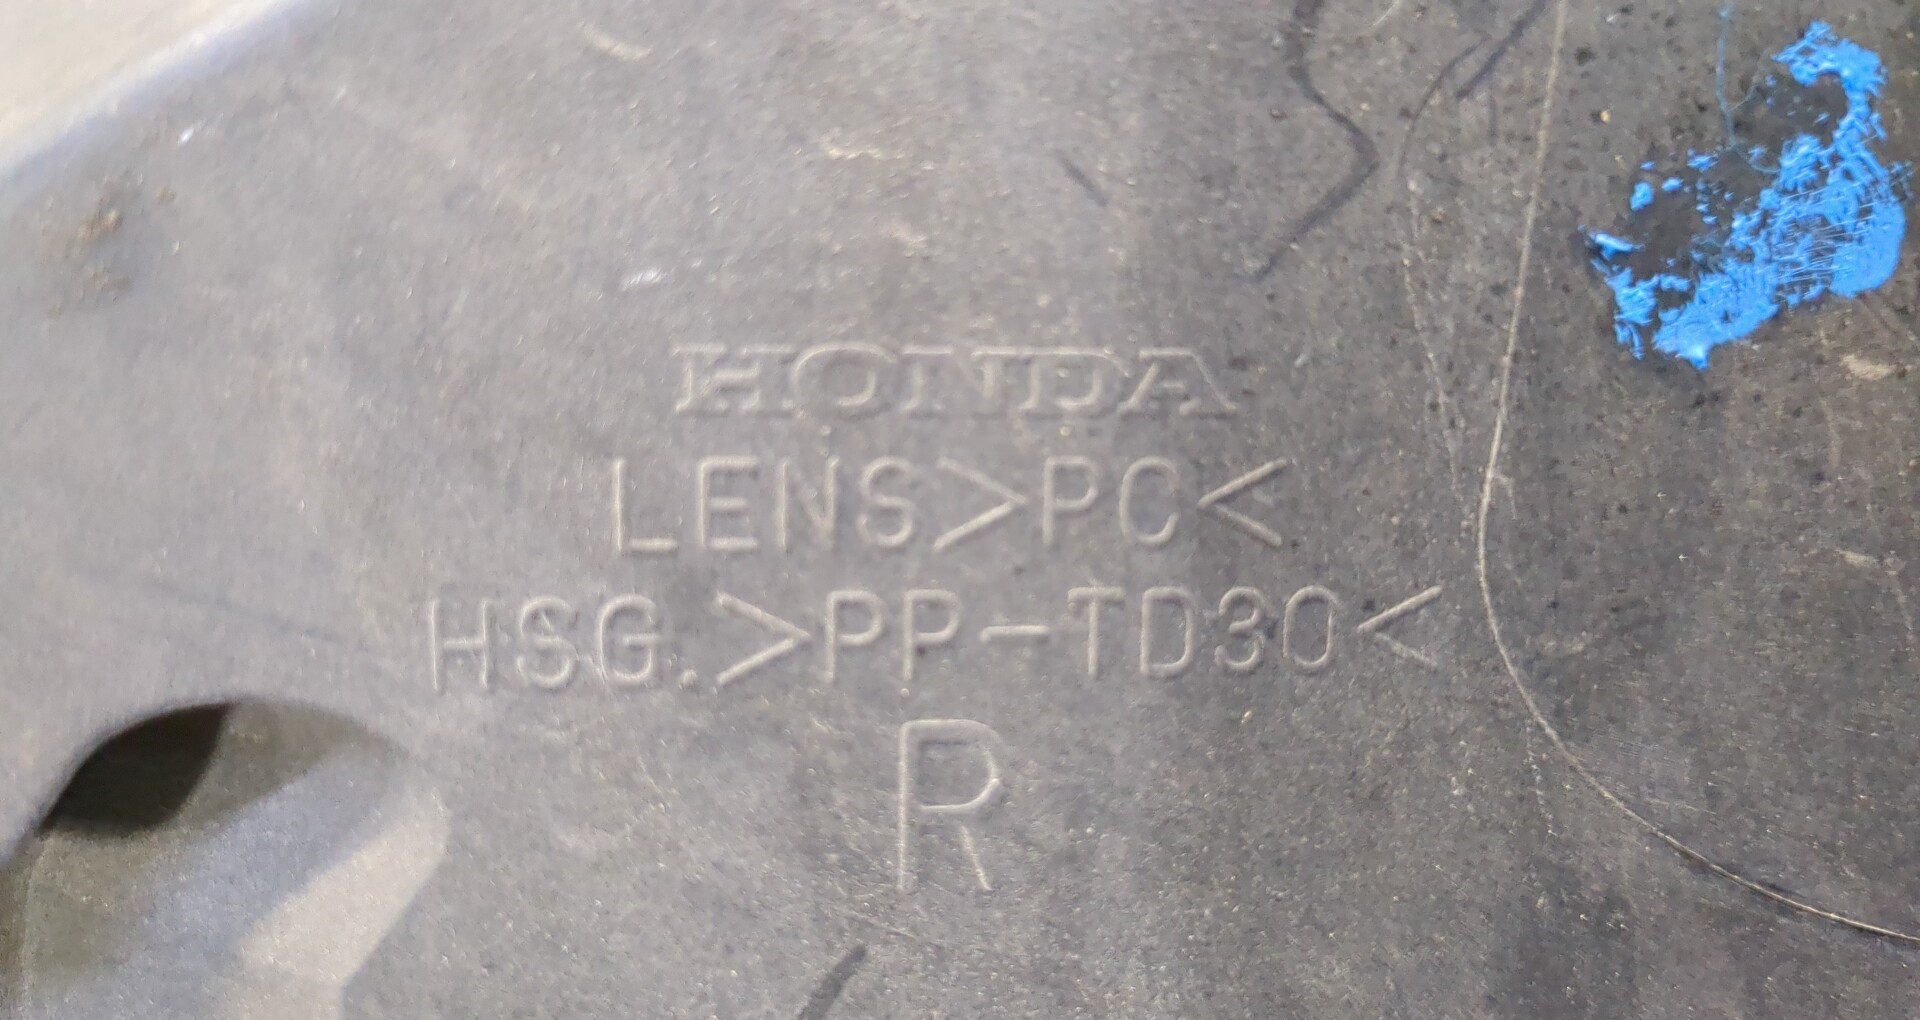 HONDA
LENS>PC<
HSG.>PP-TD30<
R